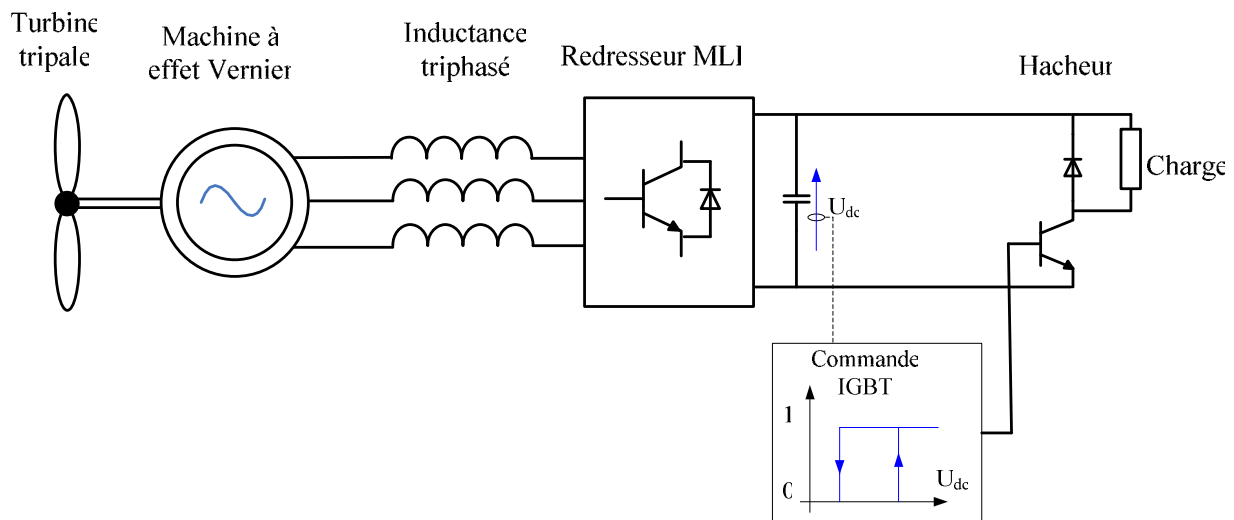 Turbine
tripale
Machine à
effet Vernier
Inductance
triphasé
Redresseur MLI
Hacheur
Charge
Udc
Commande
IGBT
1
0
Udc